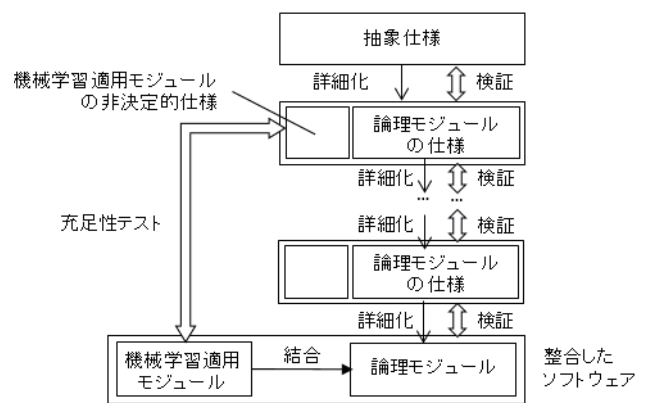 抽象仕様
機械学習適用モジュール
の非決定的仕様
詳細化
検証
論理モジュール
の仕様
詳細化
検証
...
...
充足性テスト
詳細化
検証
論理モジュール
の仕様
詳細化
検証
機械学習適用
モジュール
結合
論理モジュール
整合した
ソフトウェア